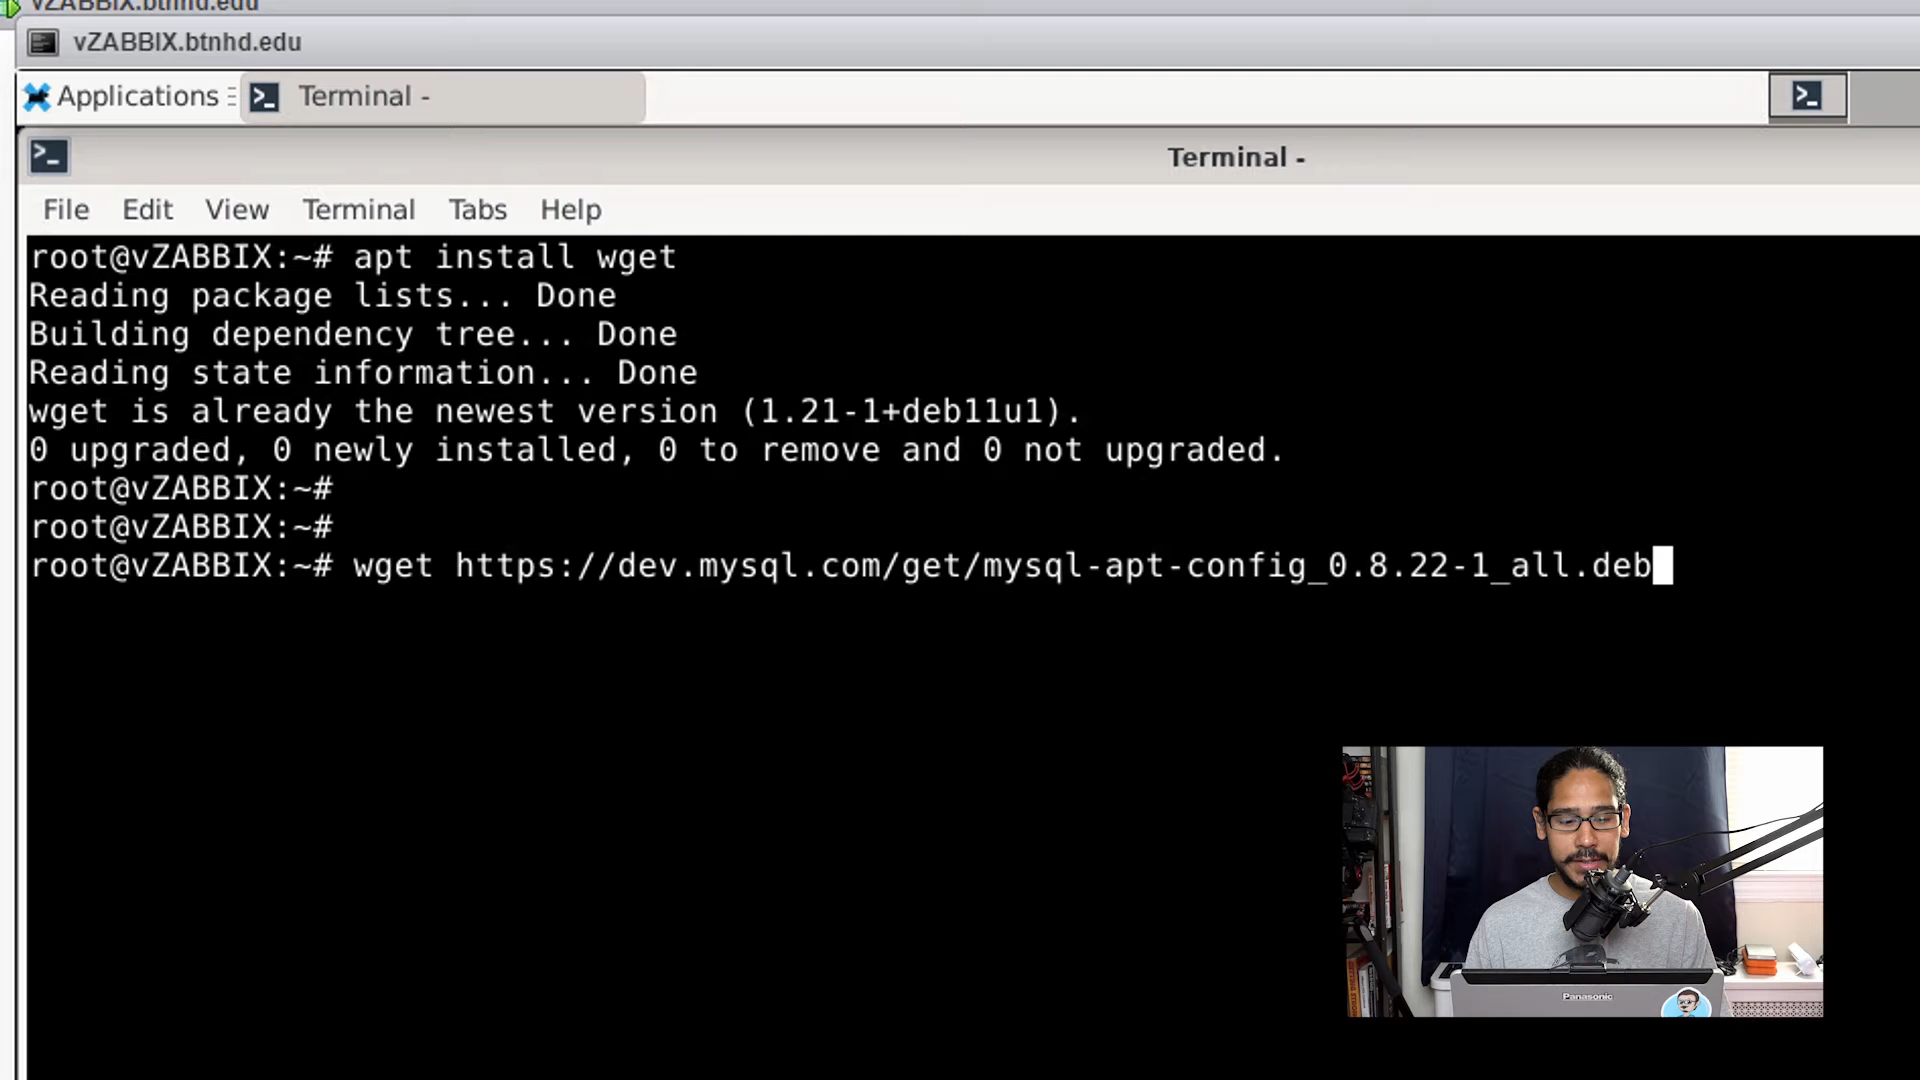 vZABBIX.btnhd.edu
vZABBIX.btnhd.edu
Applications
Terminal -
Terminal -
File Edit View Terminal Tabs Help
root@vZABBIX:~# apt install wget
Reading package lists... Done
Building dependency tree... Done
Reading state information... Done
wget is already the newest version (1.21-1+deb11u1).
0 upgraded, 0 newly installed, 0 to remove and 0 not upgraded.
root@vZABBIX:~#
root@vZABBIX:~#
root@vZABBIX:~# wget https://dev.mysql.com/get/mysql-apt-config_0.8.22-1_all.deb
Panasonic